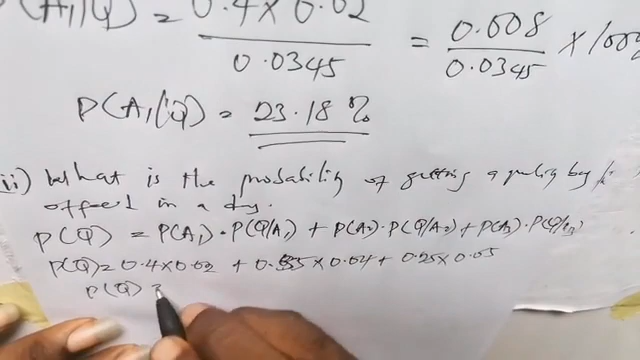 P(A₁/Q) = 0.4 x 0.02 / 0.0345 = 0.008 / 0.0345 x 100%
P(A₁/Q) = 23.18 %
ii) What is the probability of getting a
offered in a day.
P(Q) = P(A₁) . P(Q/A₁) + P(A₂) . P(Q/A₂) + P(A₃) . P(Q/A₃)
P(Q) = 0.4 x 0.02 + 0.35 x 0.04 + 0.25 x 0.05
P(Q) =